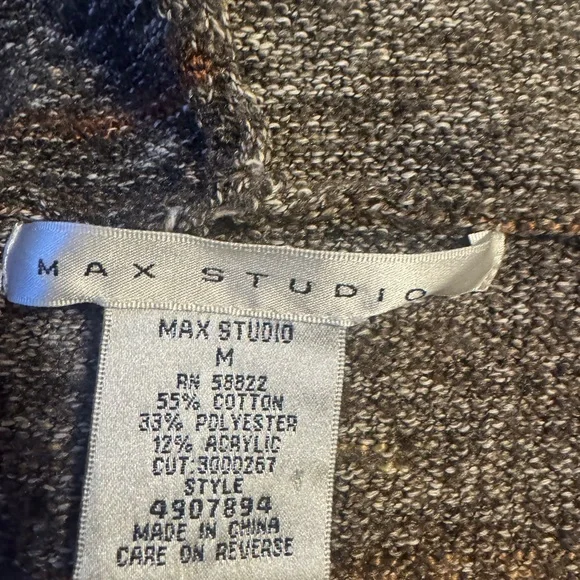 MAX STUDIO
MAX STUDIO
M
RN 58822
55% COTTON
33% POLYESTER
12% ACRYLIC
CUT:3000267
STYLE
4907894
MADE IN CHINA
CARE ON REVERSE